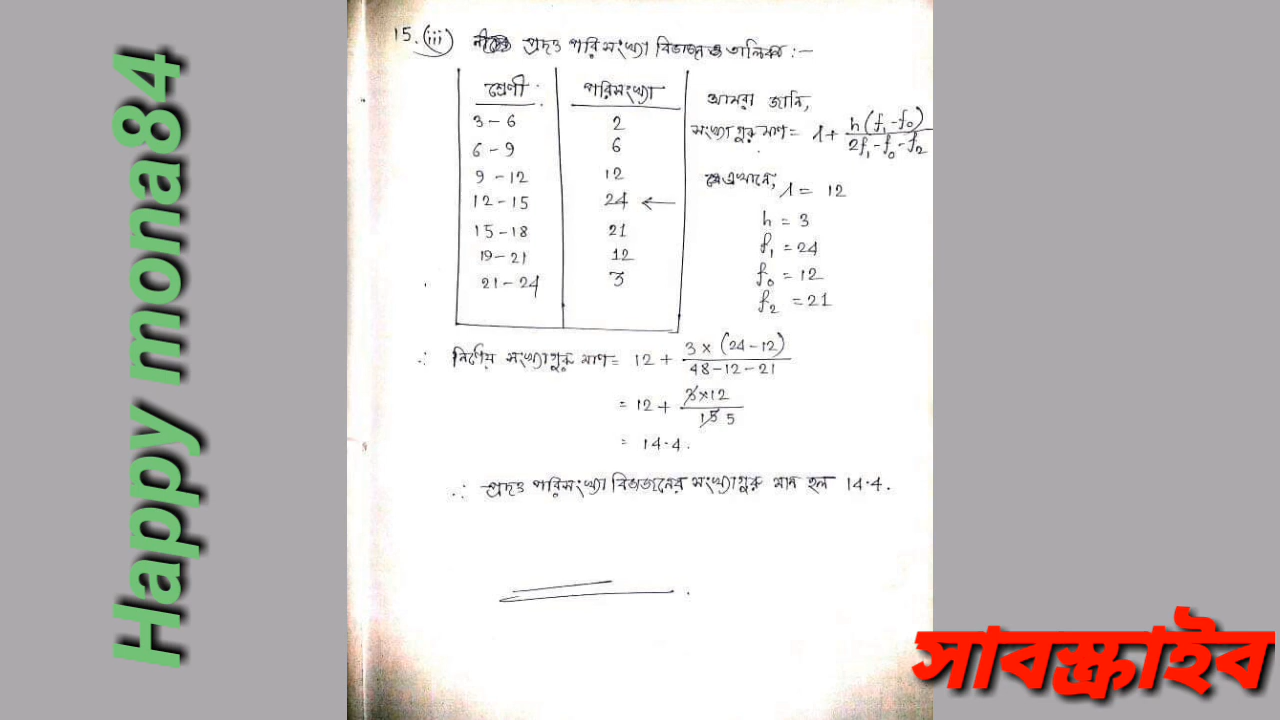 Happy mona84
15.(iii) প্রদত্ত পরিসংখ্যা বিভাজন তালিকা :-
শ্রেণী পরিসংখ্যা
3 - 6 2
6 - 9 6
9 - 12 12
12 - 15 24 ←
15 - 18 21
19 - 21 12
21 - 24 3
আমরা জানি,
সংখ্যাগুরু মান = l + h(f₁-f₀)/2f₁-f₀-f₂
এখানে, l = 12
h = 3
f₁ = 24
f₀ = 12
f₂ = 21
∴ নির্ণেয় সংখ্যাগুরু মান = 12 + 3 × (24 - 12)/48 - 12 - 21
= 12 + 3×12/15 5
= 14.4.
∴ প্রদত্ত পরিসংখ্যা বিভাজনের সংখ্যাগুরু মান হল 14.4.
সাবস্ক্রাইব